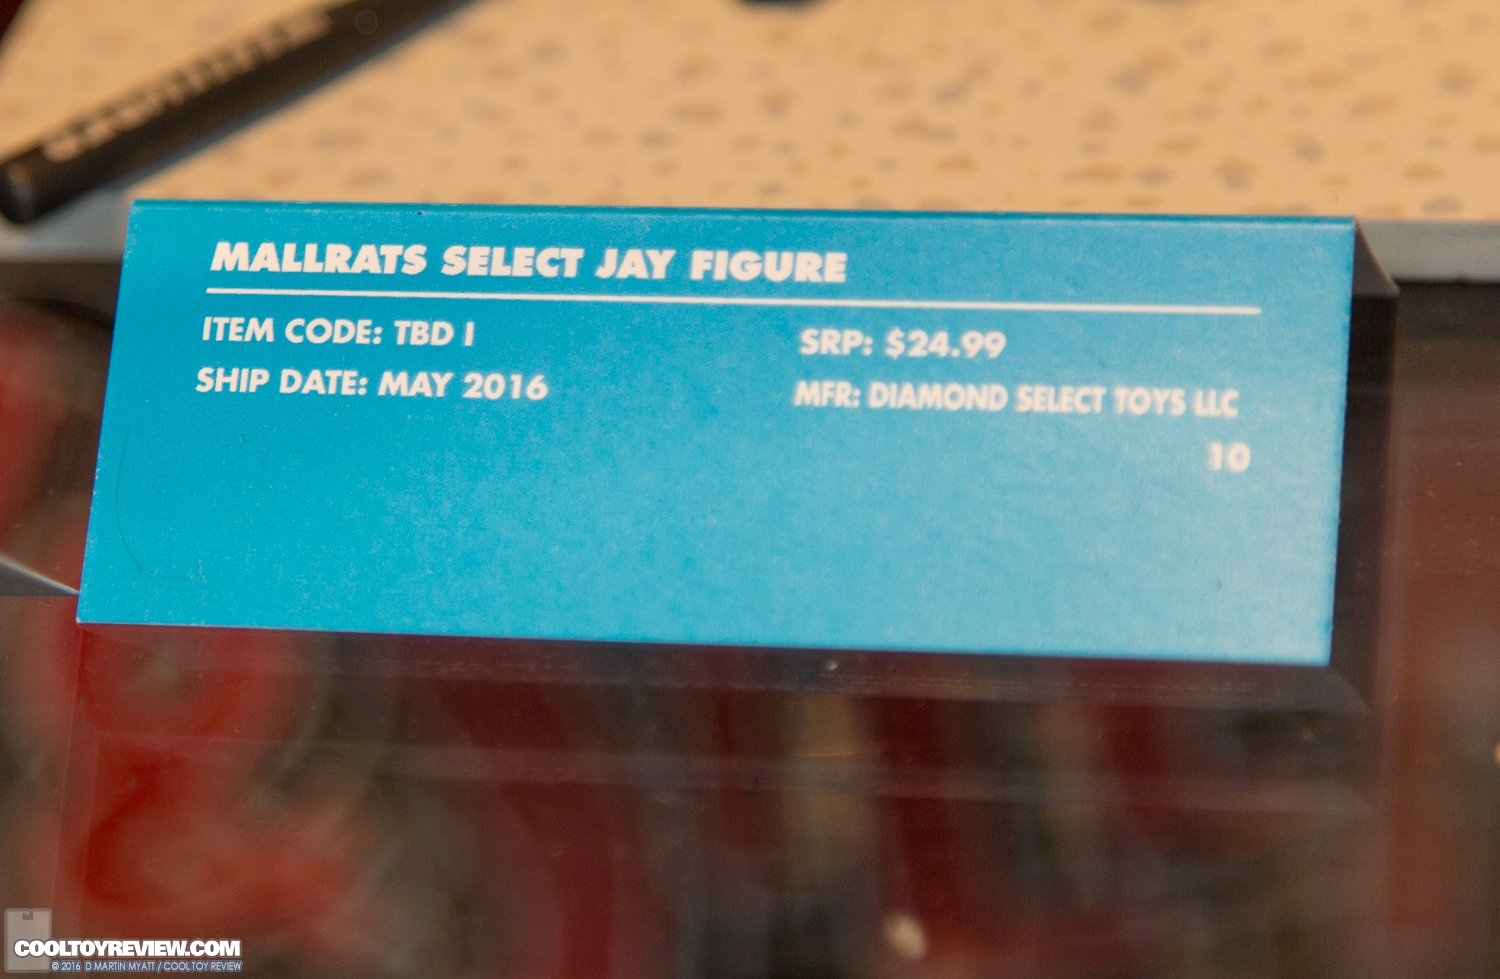 MALLRATS SELECT JAY FIGURE
ITEM CODE: TBD I
SRP: $24.99
SHIP DATE: MAY 2016
MFR: DIAMOND SELECT TOYS LLC
10
COOLTOYREVIEW.COM
© 2016 D MARTIN MYATT / COOL TOY REVIEW